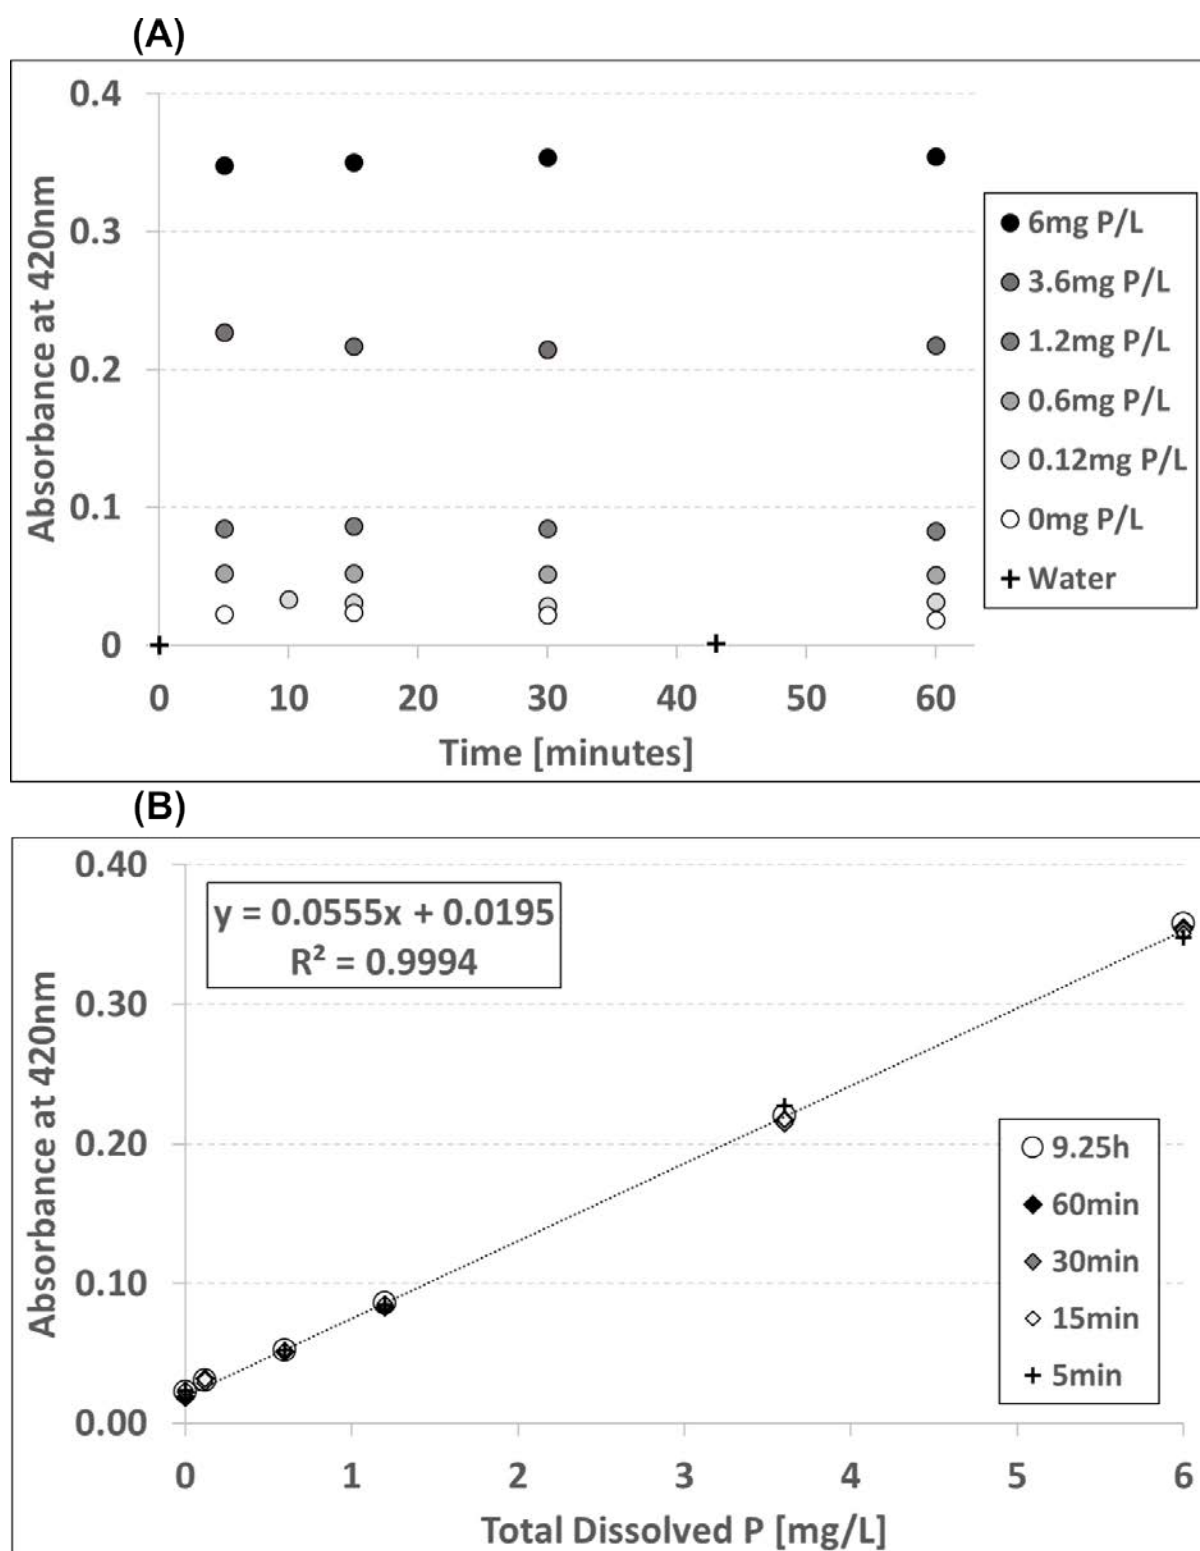 (A)
0.4
0.3
0.2
0.1
0
Absorbance at 420nm
0 10 20 30 40 50 60
Time [minutes]
6mg P/L
3.6mg P/L
1.2mg P/L
0.6mg P/L
0.12mg P/L
0mg P/L
Water
(B)
0.40
0.30
0.20
0.10
0.00
Absorbance at 420nm
y = 0.0555x + 0.0195
R² = 0.9994
9.25h
60min
30min
15min
5min
0 1 2 3 4 5 6
Total Dissolved P [mg/L]